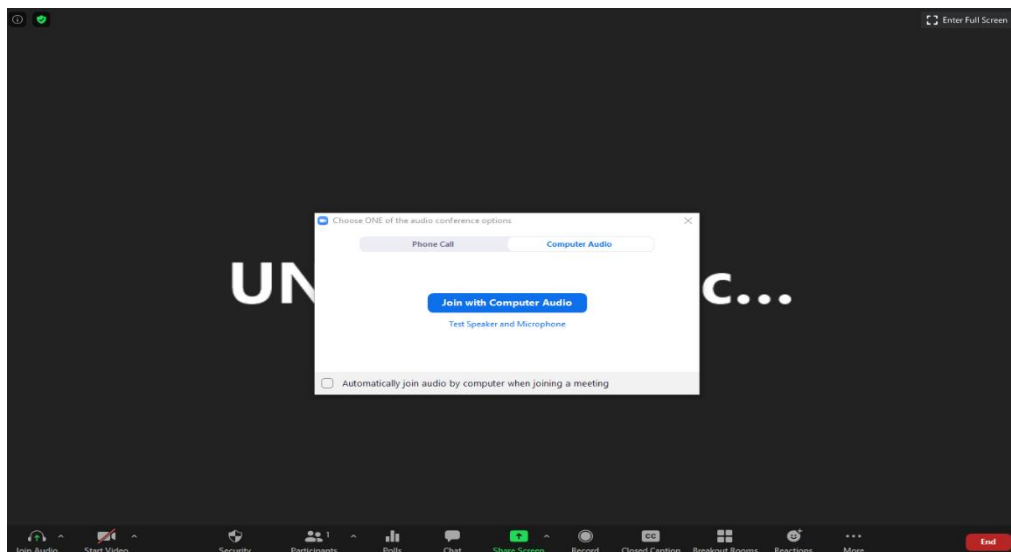 Enter Full Screen
Choose ONE of the audio conference options
Phone Call
Computer Audio
UN
c...
Join with Computer Audio
Test Speaker and Microphone
Automatically join audio by computer when joining a meeting
1
CC
Join Audio
Start Video
Security
Participants
Polls
Chat
Share Screen
Record
Closed Caption
Breakout Rooms
Reactions
More
End